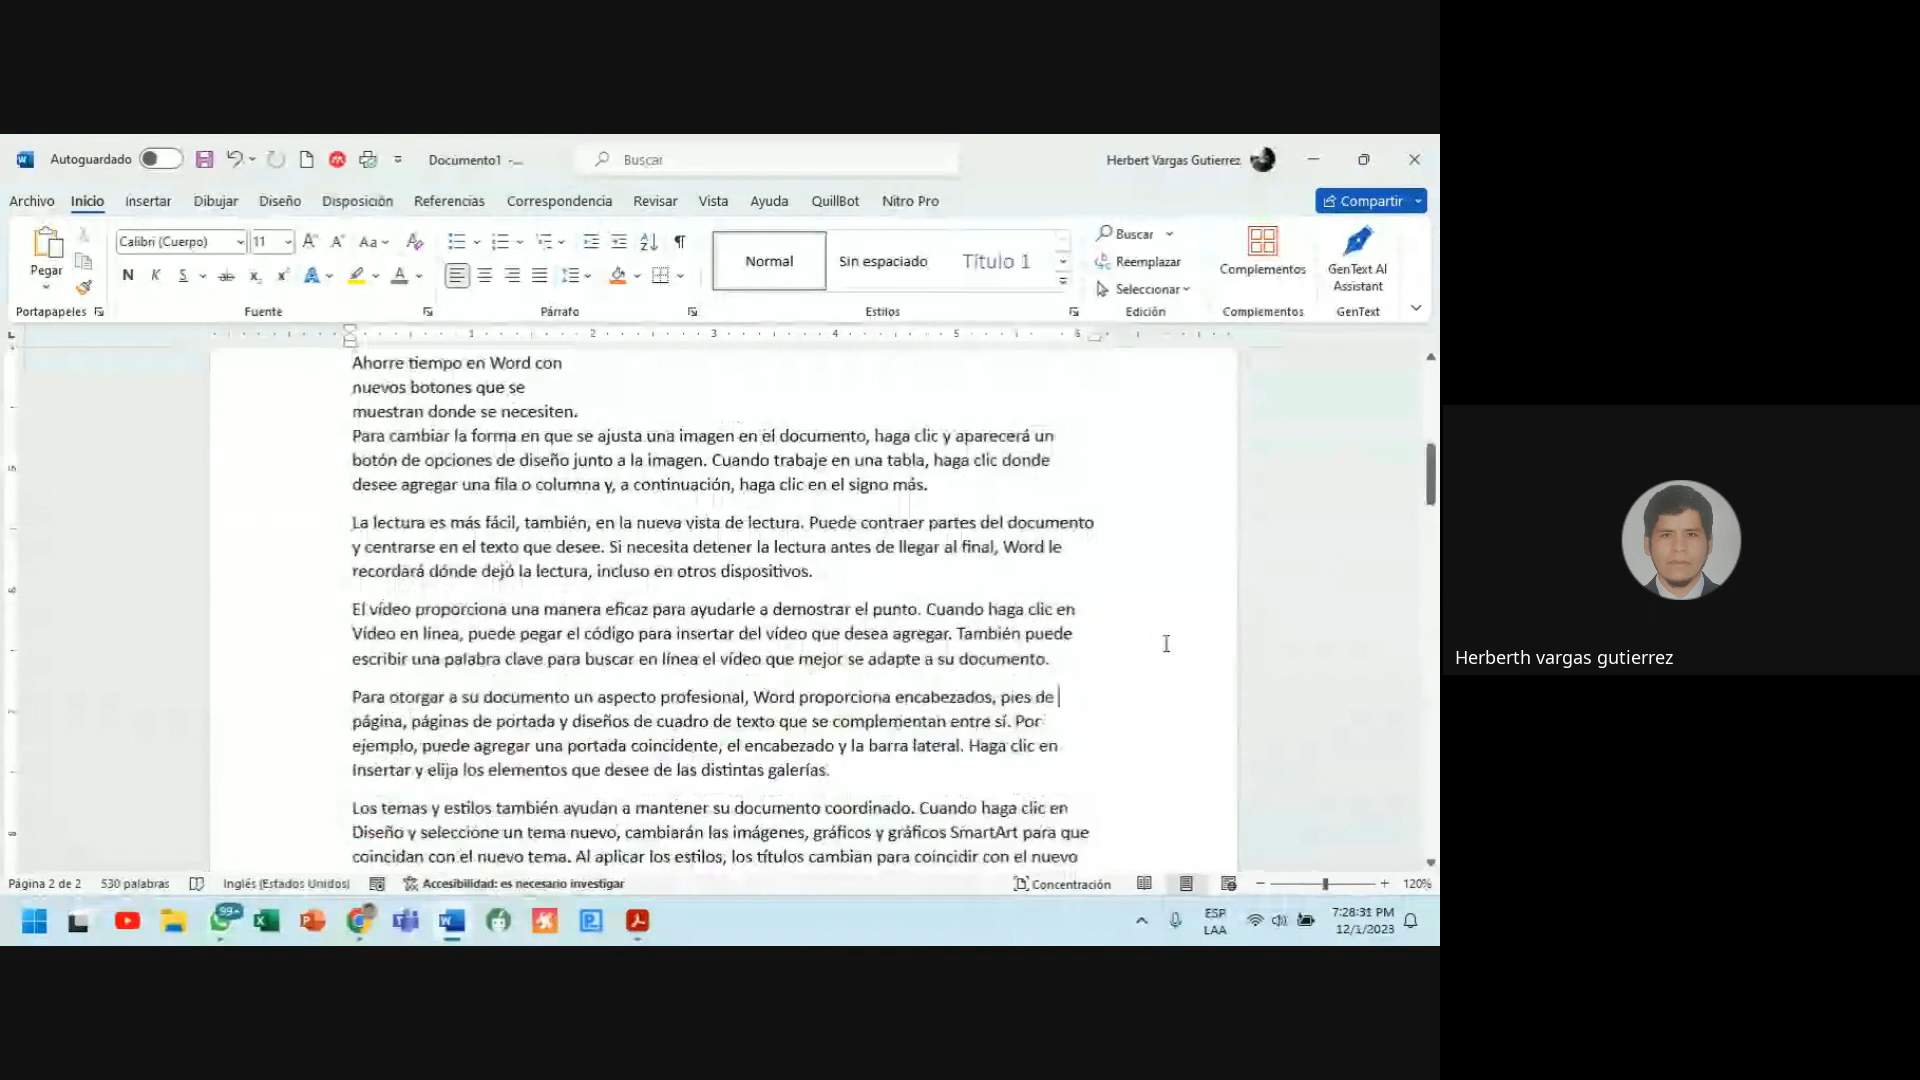 Autoguardado
Documento1 -...
Buscar
Herbert Vargas Gutierrez
Archivo Inicio Insertar Dibujar Diseño Disposición Referencias Correspondencia Revisar Vista Ayuda QuillBot Nitro Pro Compartir
Calibri (Cuerpo) 11
Pegar
N K S ab x x A A
Aa
Normal Sin espaciado Título 1
Buscar
Reemplazar
Seleccionar
Complementos
GenText AI
Assistant
Portapapeles Fuente Párrafo Estilos Edición Complementos GenText
1 2 3 4 5 6
Ahorre tiempo en Word con
nuevos botones que se
muestran donde se necesiten.
Para cambiar la forma en que se ajusta una imagen en el documento, haga clic y aparecerá un
botón de opciones de diseño junto a la imagen. Cuando trabaje en una tabla, haga clic donde
desee agregar una fila o columna y, a continuación, haga clic en el signo más.
La lectura es más fácil, también, en la nueva vista de lectura. Puede contraer partes del documento
y centrarse en el texto que desee. Si necesita detener la lectura antes de llegar al final, Word le
recordará dónde dejó la lectura, incluso en otros dispositivos.
El vídeo proporciona una manera eficaz para ayudarle a demostrar el punto. Cuando haga clic en
Vídeo en línea, puede pegar el código para insertar del vídeo que desea agregar. También puede
escribir una palabra clave para buscar en línea el vídeo que mejor se adapte a su documento.
Para otorgar a su documento un aspecto profesional, Word proporciona encabezados, pies de
página, páginas de portada y diseños de cuadro de texto que se complementan entre sí. Por
ejemplo, puede agregar una portada coincidente, el encabezado y la barra lateral. Haga clic en
Insertar y elija los elementos que desee de las distintas galerías.
Los temas y estilos también ayudan a mantener su documento coordinado. Cuando haga clic en
Diseño y seleccione un tema nuevo, cambiarán las imágenes, gráficos y gráficos SmartArt para que
coincidan con el nuevo tema. Al aplicar los estilos, los títulos cambian para coincidir con el nuevo
Página 2 de 2 530 palabras Inglés (Estados Unidos) Accesibilidad: es necesario investigar Concentración 120%
99+
ESP
LAA
7:28:31 PM
12/1/2023
Herberth vargas gutierrez